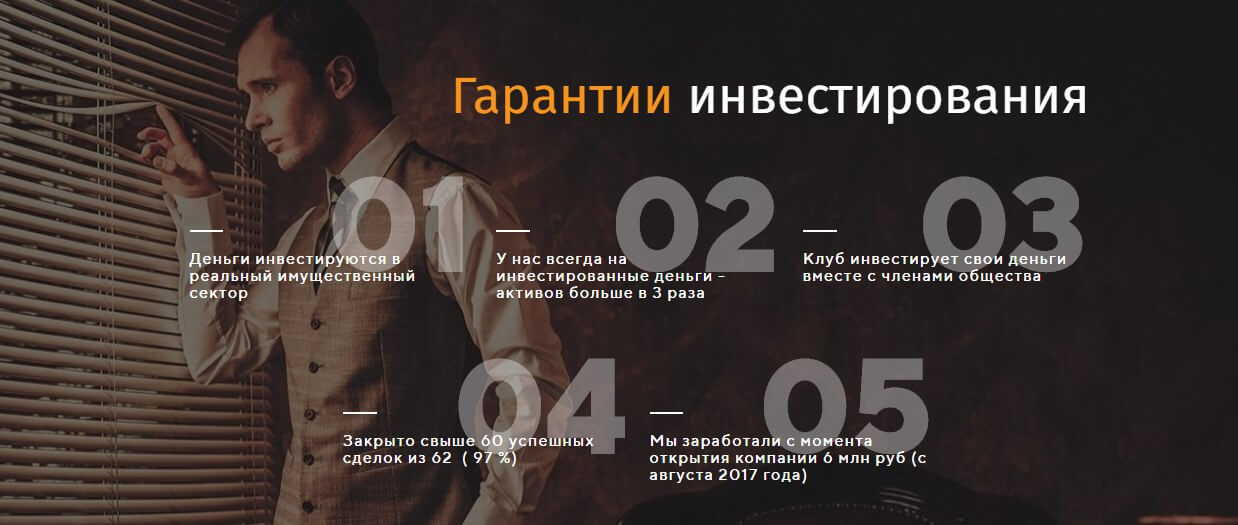 Гарантии инвестирования
01
Деньги инвестируются в
реальный имущественный
сектор
02
У нас всегда на
инвестированные деньги -
активов больше в 3 раза
03
Клуб инвестирует свои деньги
вместе с членами общества
04
Закрыто свыше 60 успешных
сделок из 62 ( 97 %)
05
Мы заработали с момента
открытия компании 6 млн руб (с
августа 2017 года)